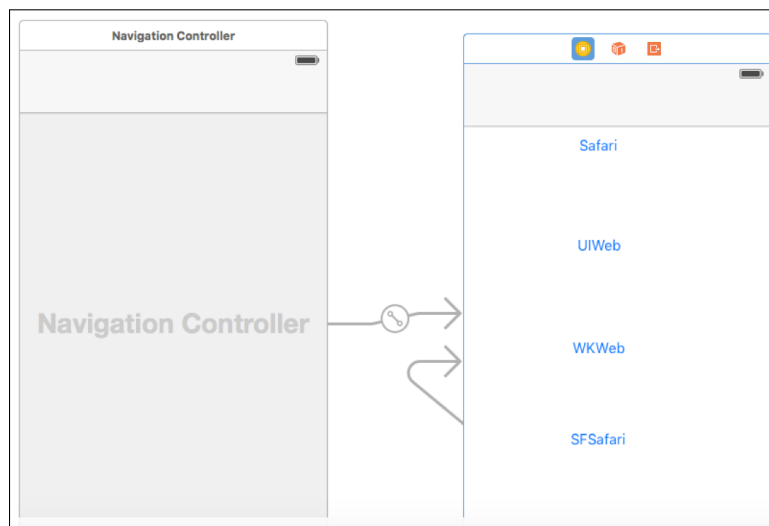 Navigation Controller
Navigation Controller
Safari
UIWeb
WKWeb
SFSafari